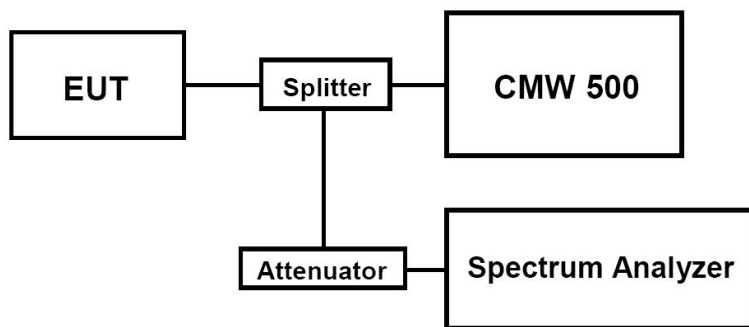 EUT
Splitter
CMW 500
Attenuator
Spectrum Analyzer